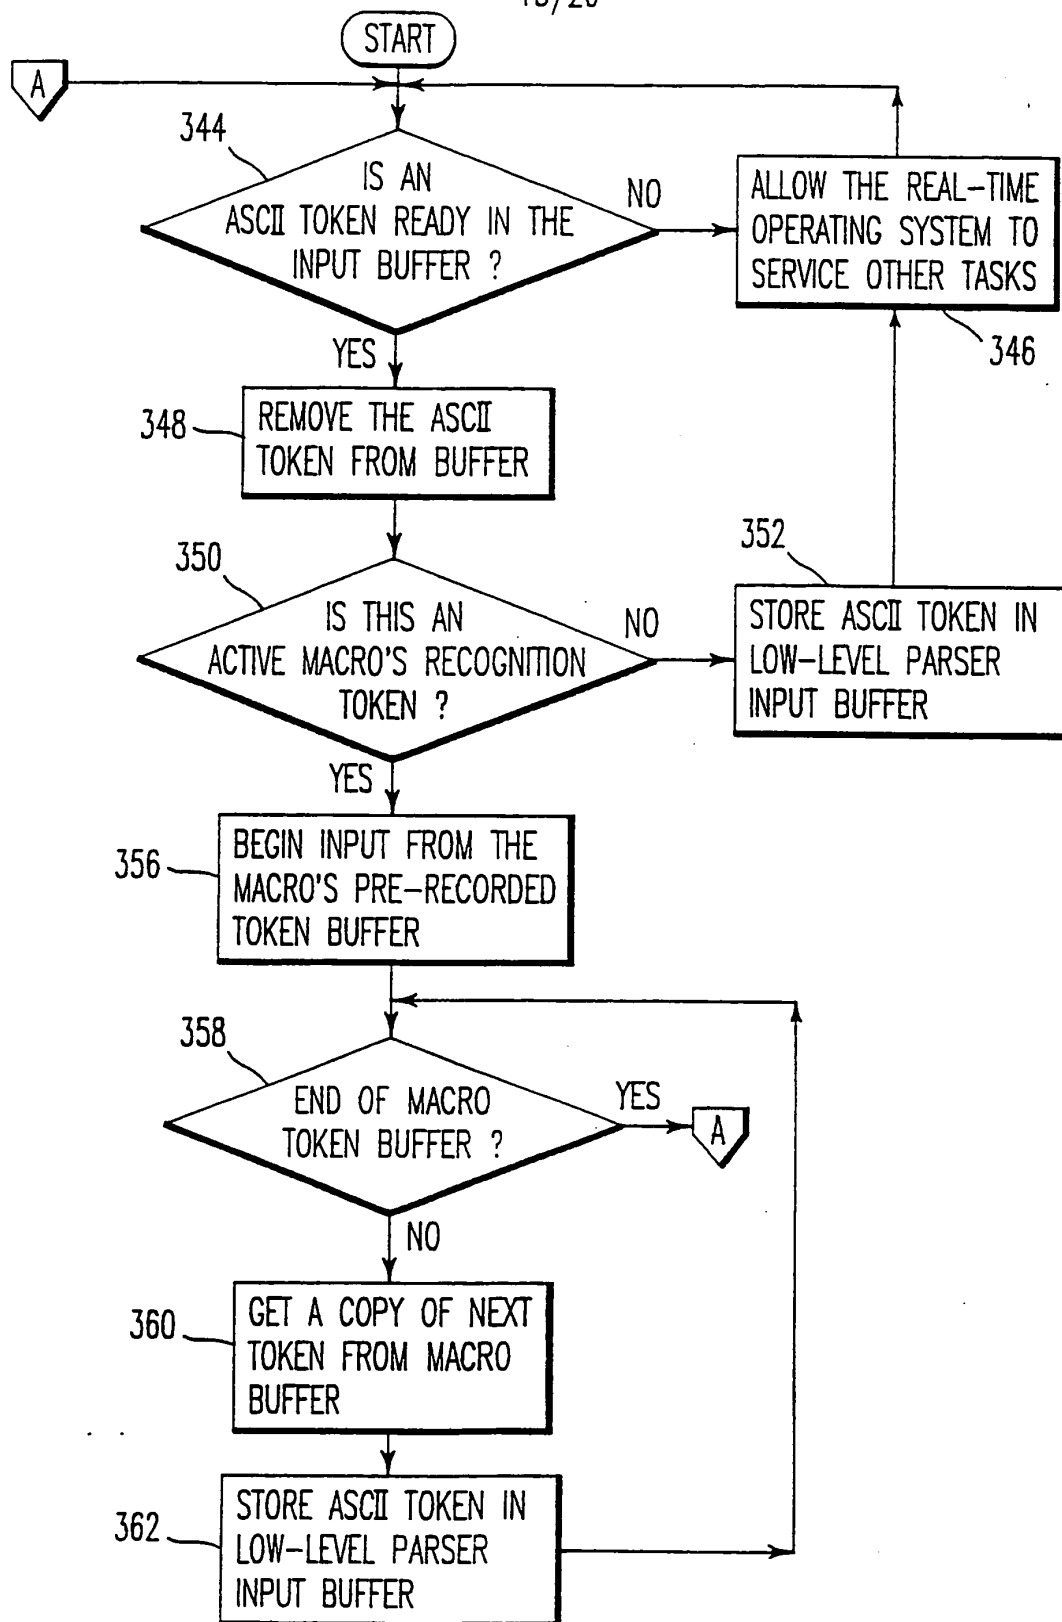 START
A
344
IS AN
ASCII TOKEN READY IN THE
INPUT BUFFER ?
NO
ALLOW THE REAL-TIME
OPERATING SYSTEM TO
SERVICE OTHER TASKS
346
YES
348
REMOVE THE ASCII
TOKEN FROM BUFFER
350
IS THIS AN
ACTIVE MACRO'S RECOGNITION
TOKEN ?
NO
352
STORE ASCII TOKEN IN
LOW-LEVEL PARSER
INPUT BUFFER
YES
356
BEGIN INPUT FROM THE
MACRO'S PRE-RECORDED
TOKEN BUFFER
358
END OF MACRO
TOKEN BUFFER ?
YES
A
NO
360
GET A COPY OF NEXT
TOKEN FROM MACRO
BUFFER
362
STORE ASCII TOKEN IN
LOW-LEVEL PARSER
INPUT BUFFER